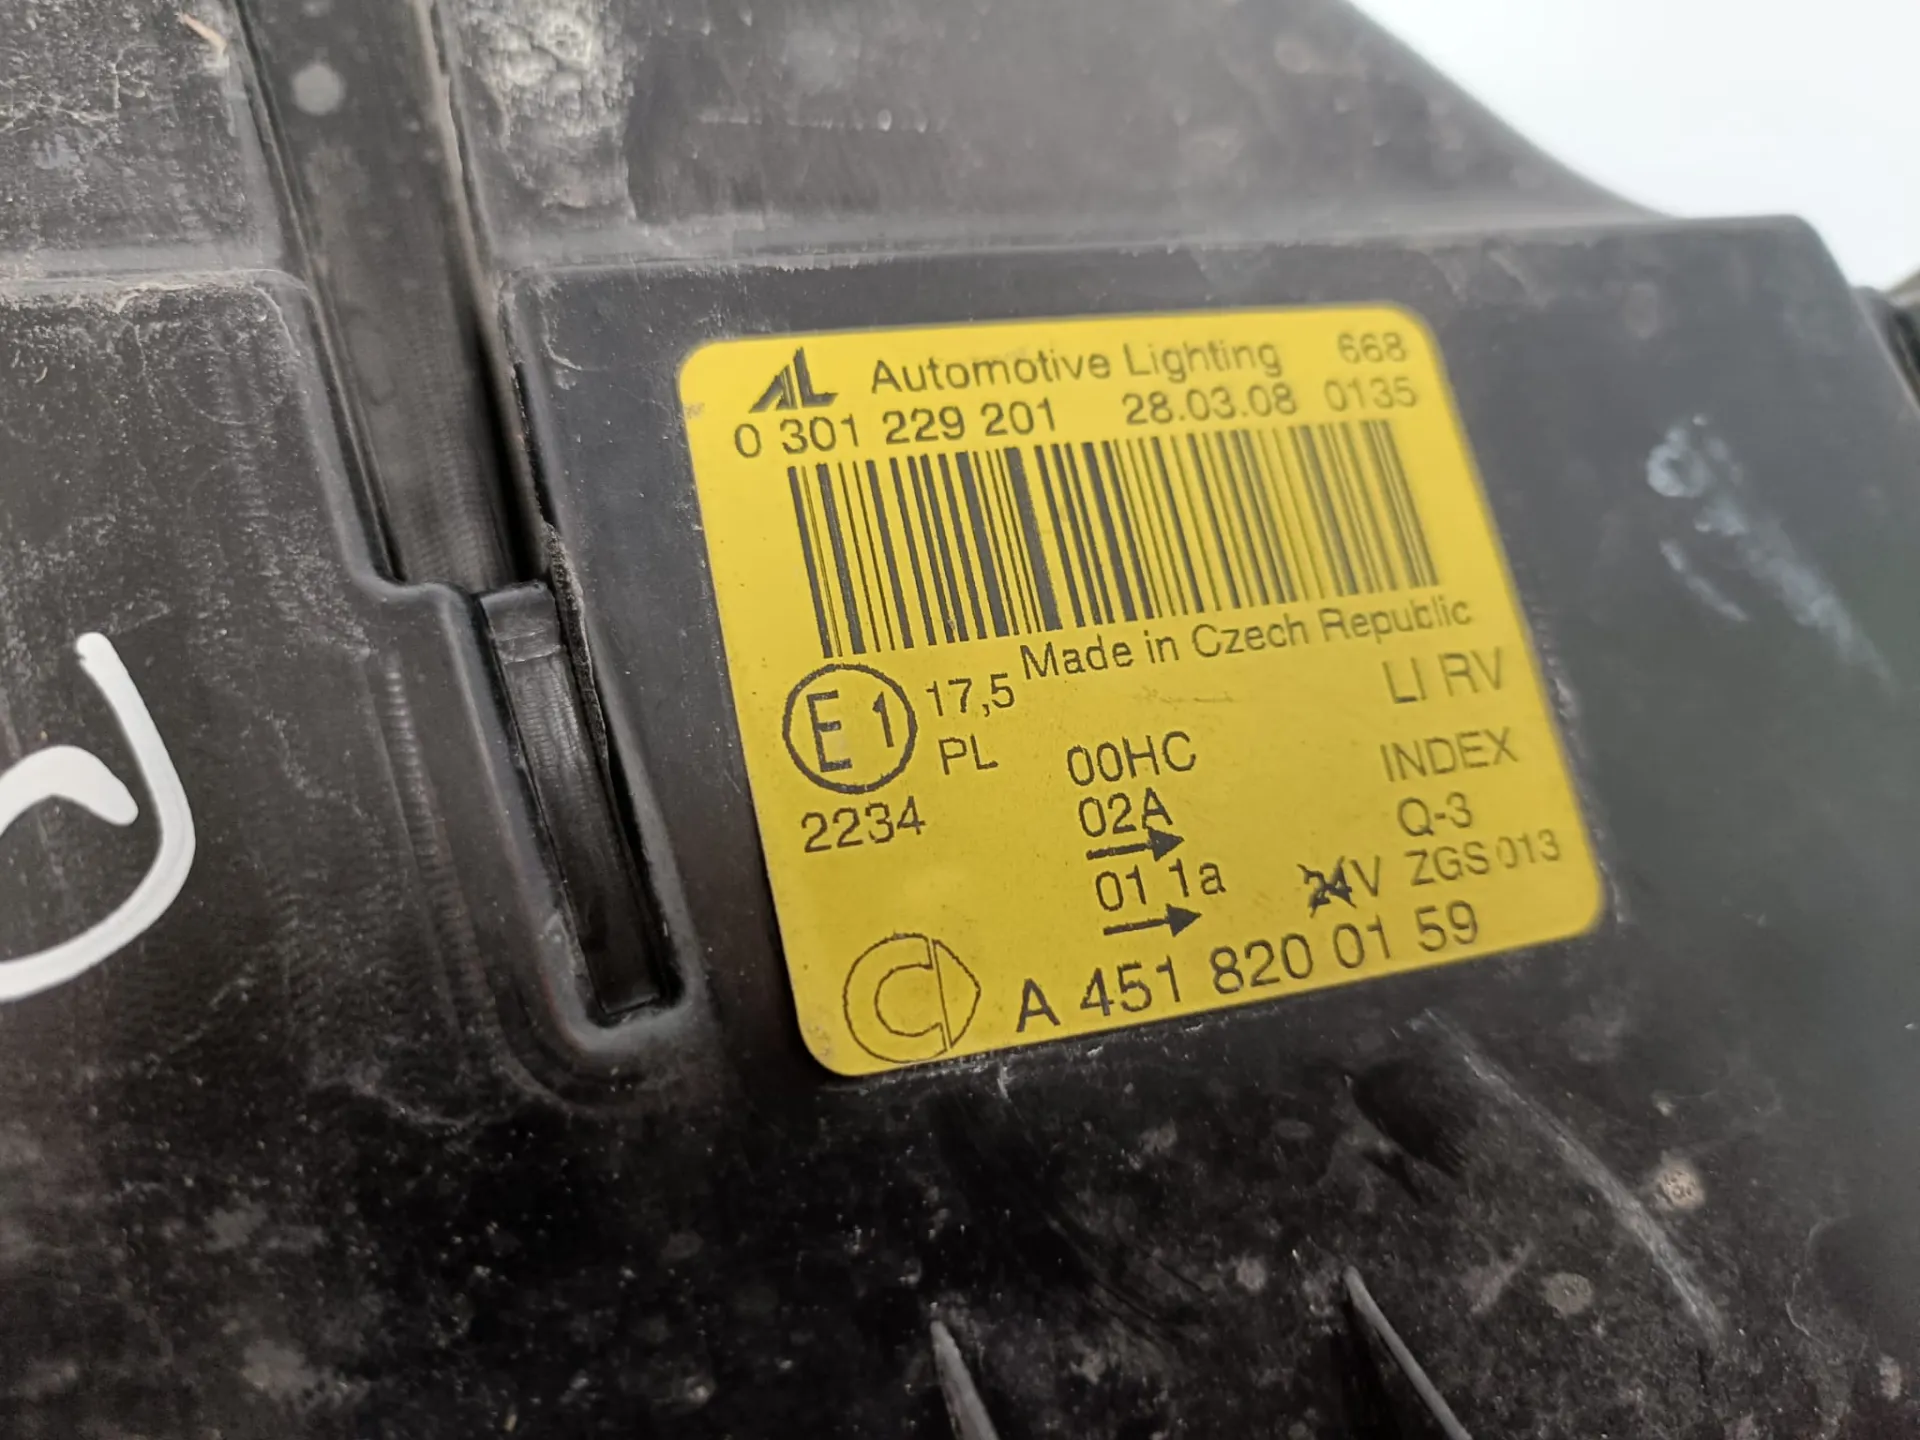 AL Automotive Lighting 668
0 301 229 201 28.03.08 0135
Made in Czech Republic
E1 17,5 LI RV
PL 00HC INDEX
2234 02A Q-3
01 1a 24V ZGS 013
A 451 820 01 59